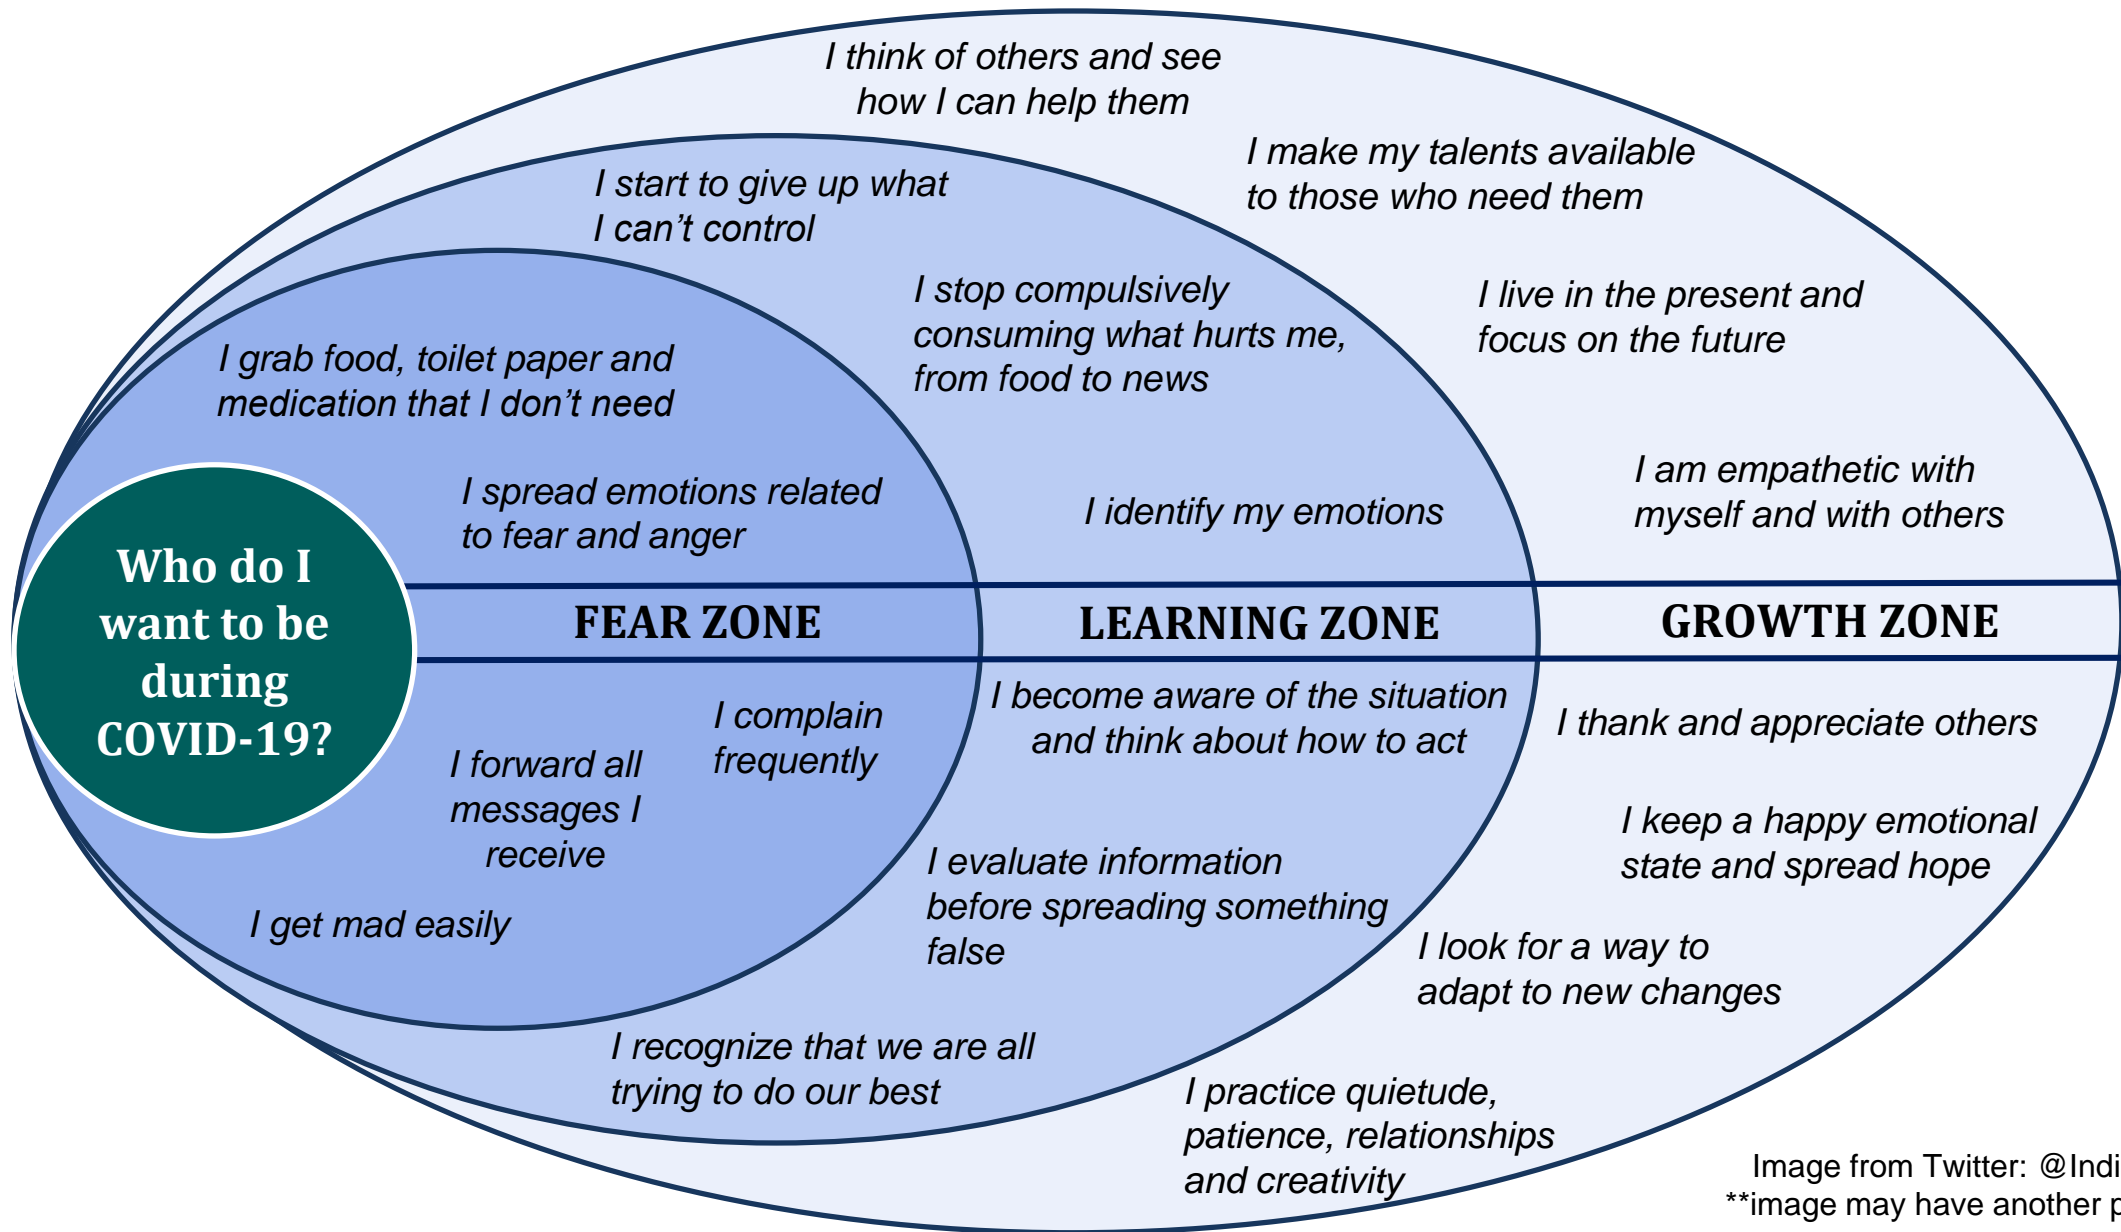 I think of others and see
how I can help them
I make my talents available
to those who need them
I start to give up what
I can’t control
I stop compulsively
consuming what hurts me,
from food to news
I live in the present and
focus on the future
I grab food, toilet paper and
medication that I don’t need
I spread emotions related
to fear and anger
I identify my emotions
I am empathetic with
myself and with others
Who do I
want to be
during
COVID-19?
FEAR ZONE
LEARNING ZONE
GROWTH ZONE
I complain
frequently
I forward all
messages I
receive
I get mad easily
I become aware of the situation
and think about how to act
I evaluate information
before spreading something
false
I recognize that we are all
trying to do our best
I thank and appreciate others
I keep a happy emotional
state and spread hope
I look for a way to
adapt to new changes
I practice quietude,
patience, relationships
and creativity
Image from Twitter:
**image may have another